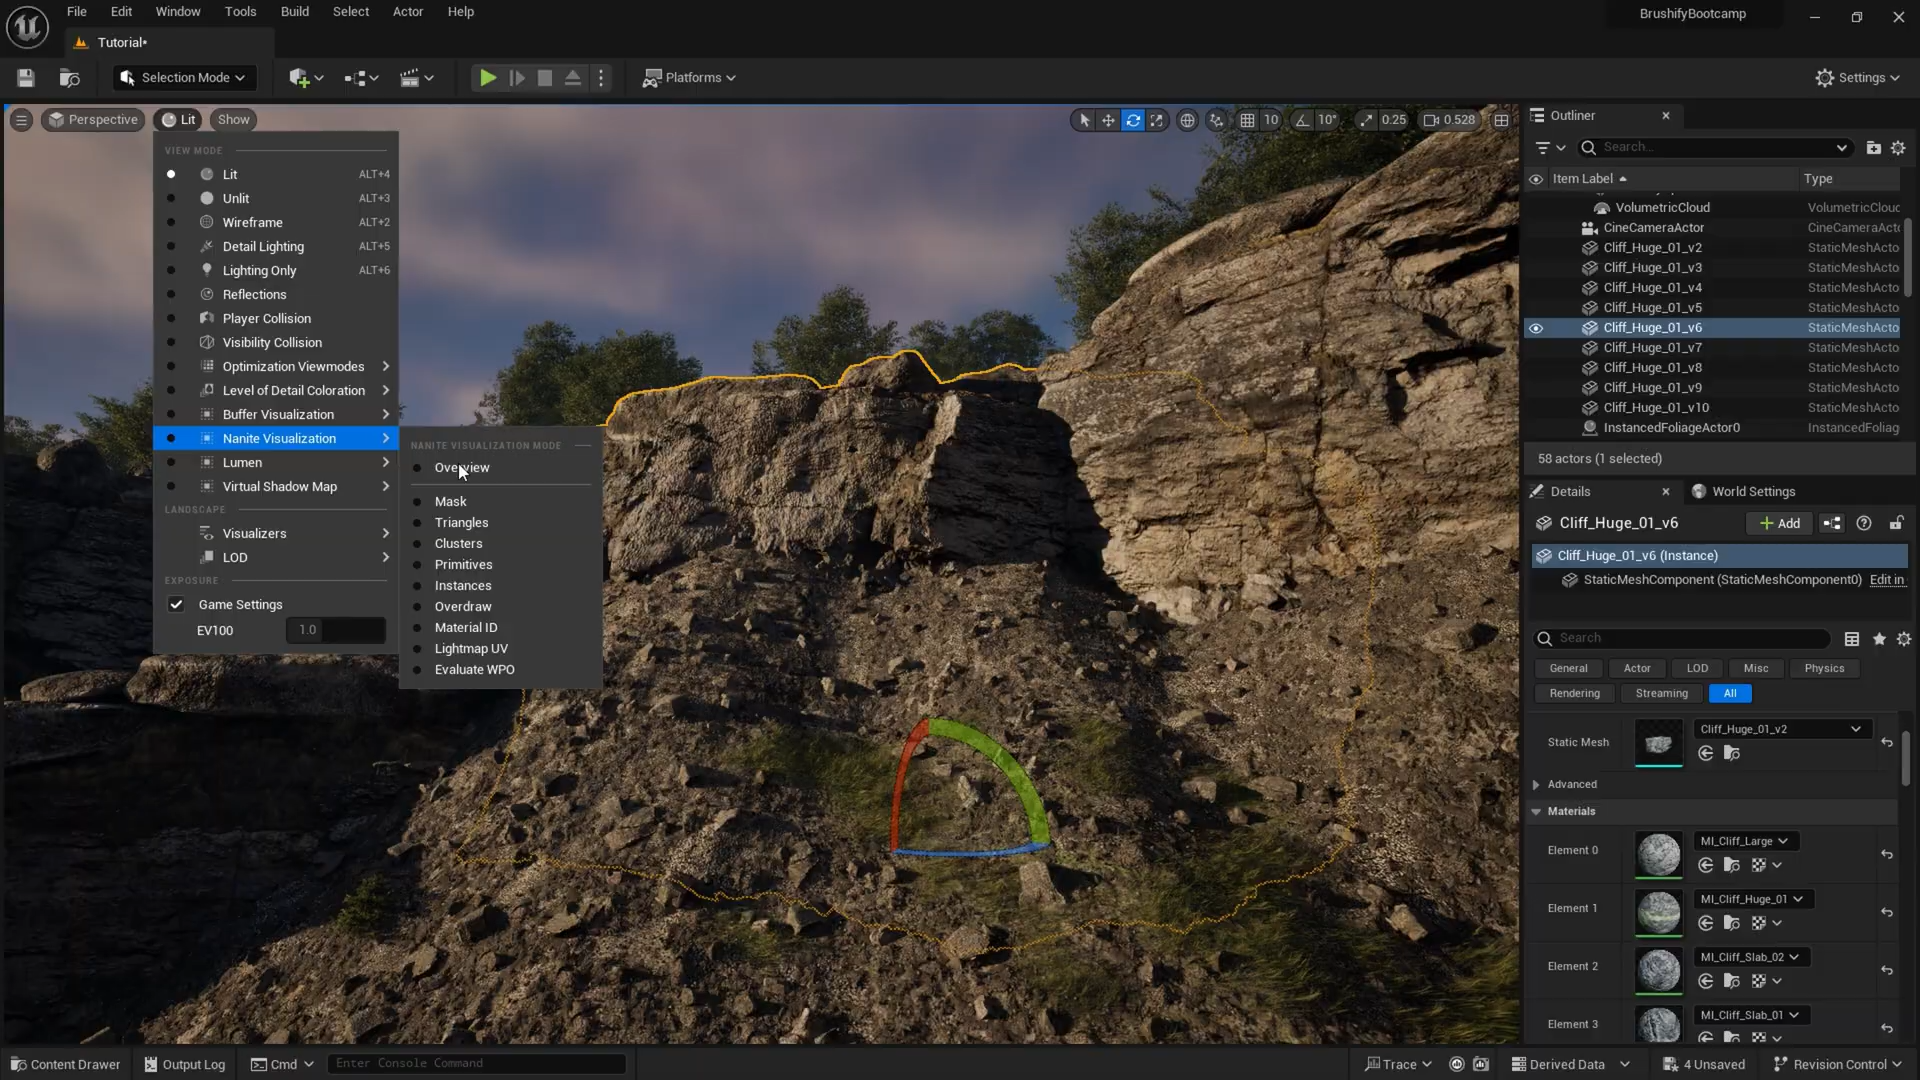 File Edit Window Tools Build Select Actor Help
BrushifyBootcamp
Tutorial•
Selection Mode
Platforms
Settings
Perspective Lit Show
10 10° 0.25 0.528
VIEW MODE
Lit ALT+4
Unlit ALT+3
Wireframe ALT+2
Detail Lighting ALT+5
Lighting Only ALT+6
Reflections
Player Collision
Visibility Collision
Optimization Viewmodes
Level of Detail Coloration
Buffer Visualization
Nanite Visualization
Lumen
Virtual Shadow Map
LANDSCAPE
Visualizers
LOD
EXPOSURE
Game Settings
EV100 1.0
NANITE VISUALIZATION MODE
Overview
Mask
Triangles
Clusters
Primitives
Instances
Overdraw
Material ID
Lightmap UV
Evaluate WPO
Outliner
Search...
Item Label Type
VolumetricCloud VolumetricCloud
CineCameraActor CineCameraActo
Cliff_Huge_01_v2 StaticMeshActo
Cliff_Huge_01_v3 StaticMeshActo
Cliff_Huge_01_v4 StaticMeshActo
Cliff_Huge_01_v5 StaticMeshActo
Cliff_Huge_01_v6 StaticMeshActo
Cliff_Huge_01_v7 StaticMeshActo
Cliff_Huge_01_v8 StaticMeshActo
Cliff_Huge_01_v9 StaticMeshActo
Cliff_Huge_01_v10 StaticMeshActo
InstancedFoliageActor0 InstancedFoliag
58 actors (1 selected)
Details World Settings
Cliff_Huge_01_v6 Add
Cliff_Huge_01_v6 (Instance)
StaticMeshComponent (StaticMeshComponent0) Edit in
Search
General Actor LOD Misc Physics
Rendering Streaming All
Static Mesh Cliff_Huge_01_v2
Advanced
Materials
Element 0 MI_Cliff_Large
Element 1 MI_Cliff_Huge_01
Element 2 MI_Cliff_Slab_02
Element 3 MI_Cliff_Slab_01
Content Drawer Output Log Cmd Enter Console Command
Trace Derived Data 4 Unsaved Revision Control